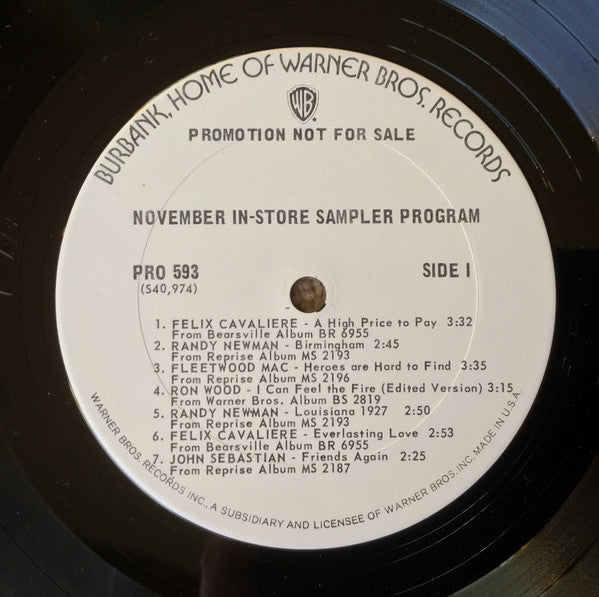 BURBANK, HOME OF WARNER BROS. RECORDS
WB
PROMOTION NOT FOR SALE
NOVEMBER IN-STORE SAMPLER PROGRAM
PRO 593 SIDE I
(S40,974)
1. FELIX CAVALIERE - A High Price to Pay 3:32
From Bearsville Album BR 6955
2. RANDY NEWMAN - Birmingham 2:45
From Reprise Album MS 2193
3. FLEETWOOD MAC - Heroes are Hard to Find 3:35
From Reprise Album MS 2196
4. RON WOOD - I Can Feel the Fire (Edited Version) 3:15
From Warner Bros. Album BS 2819
5. RANDY NEWMAN - Louisiana 1927 2:50
From Reprise Album MS 2193
6. FELIX CAVALIERE - Everlasting Love 2:53
From Bearsville Album BR 6955
7. JOHN SEBASTIAN - Friends Again 2:25
From Reprise Album MS 2187
WARNER BROS. RECORDS INC., A SUBSIDIARY AND LICENSEE OF WARNER BROS. INC. MADE IN U.S.A.